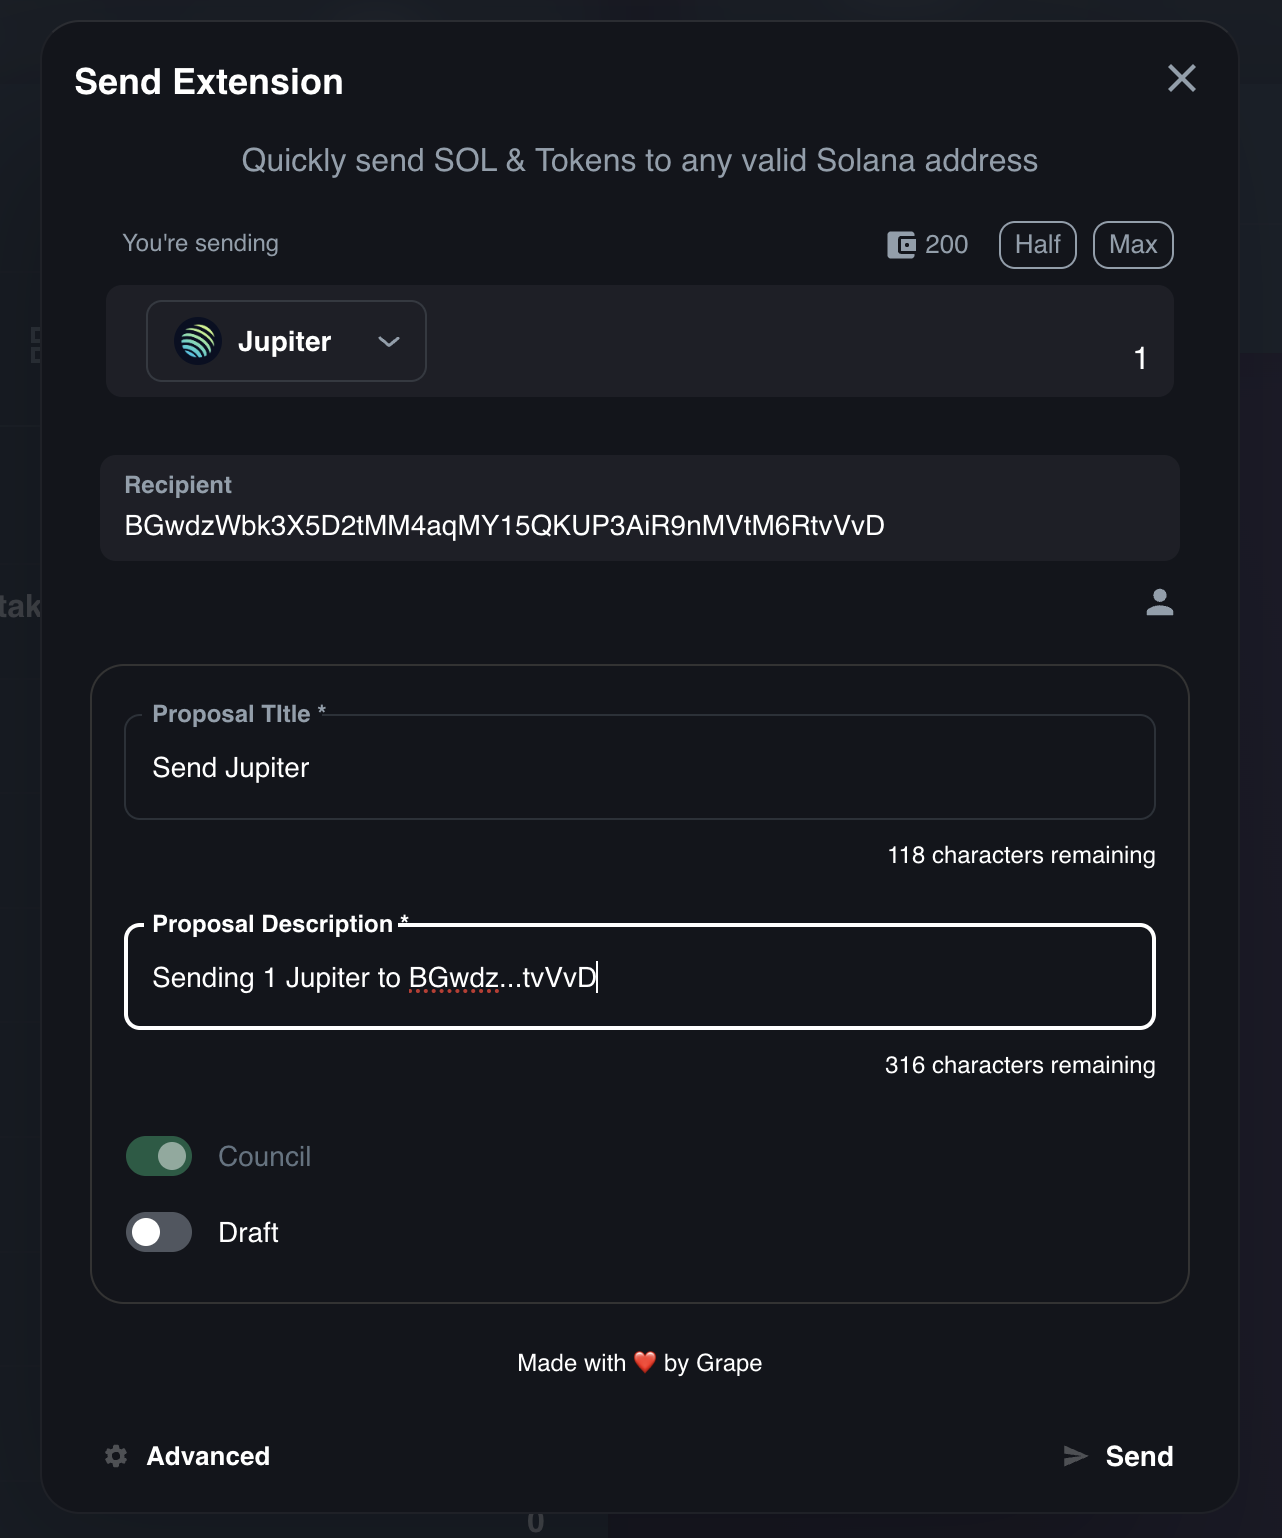 Send Extension
Quickly send SOL & Tokens to any valid Solana address
You're sending
200
Half
Max
Jupiter
1
Recipient
BGwdzWbk3X5D2tMM4aqMY15QKUP3AiR9nMVtM6RtvVvD
tak
Proposal TItle *
Send Jupiter
118 characters remaining
Proposal Description *
Sending 1 Jupiter to BGwdz...tvVvD
316 characters remaining
Council
Draft
Made with ❤️ by Grape
Advanced
Send
0